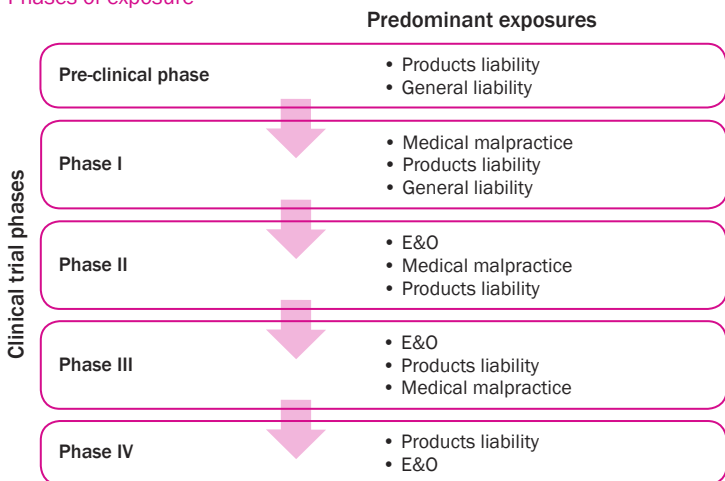 Phases of exposure
Predominant exposures
Clinical trial phases
Pre-clinical phase
• Products liability
• General liability
Phase I
• Medical malpractice
• Products liability
• General liability
Phase II
• E&O
• Medical malpractice
• Products liability
Phase III
• E&O
• Products liability
• Medical malpractice
Phase IV
• Products liability
• E&O